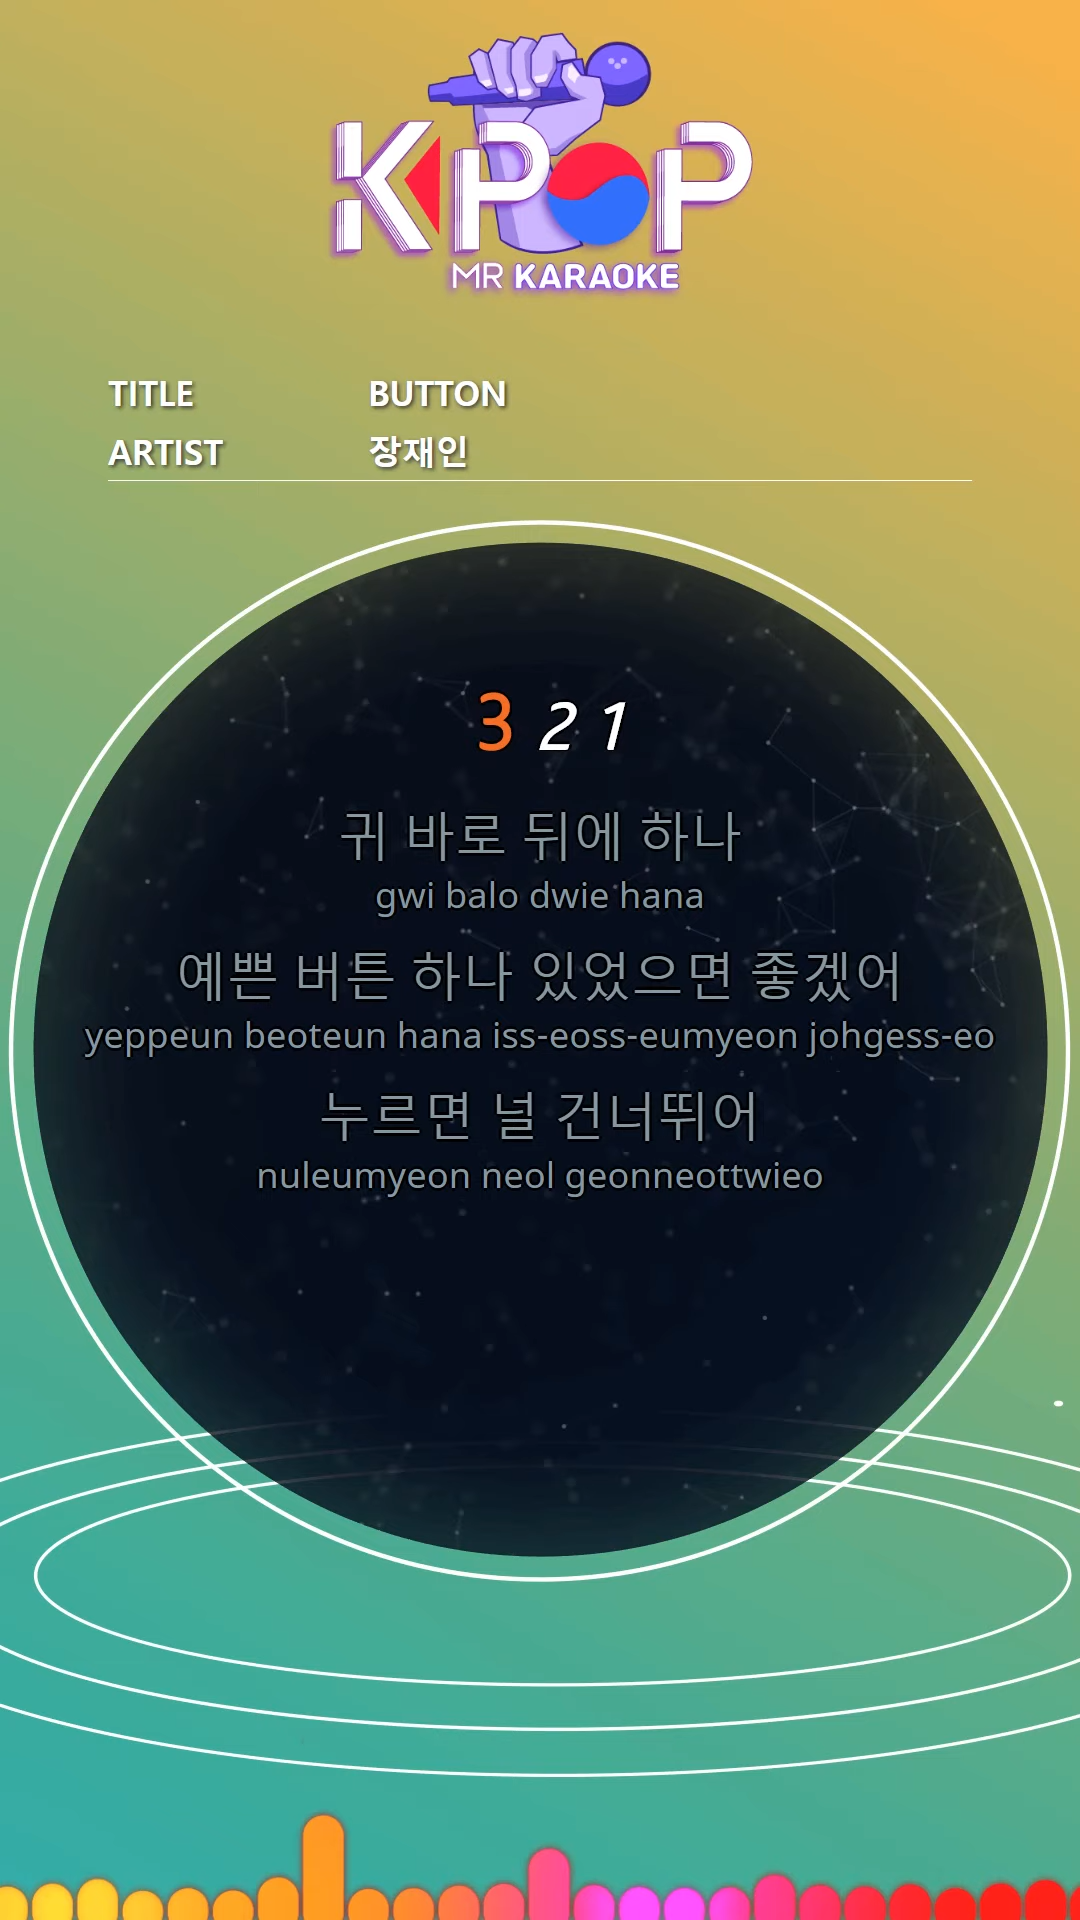 KPOP
MR KARAOKE
TITLE BUTTON
ARTIST 장재인
3 2 1
귀 바로 뒤에 하나
gwi balo dwie hana
예쁜 버튼 하나 있었으면 좋겠어
yeppeun beoteun hana iss-eoss-eumyeon johgess-eo
누르면 널 건너뛰어
nuleumyeon neol geonneottwieo